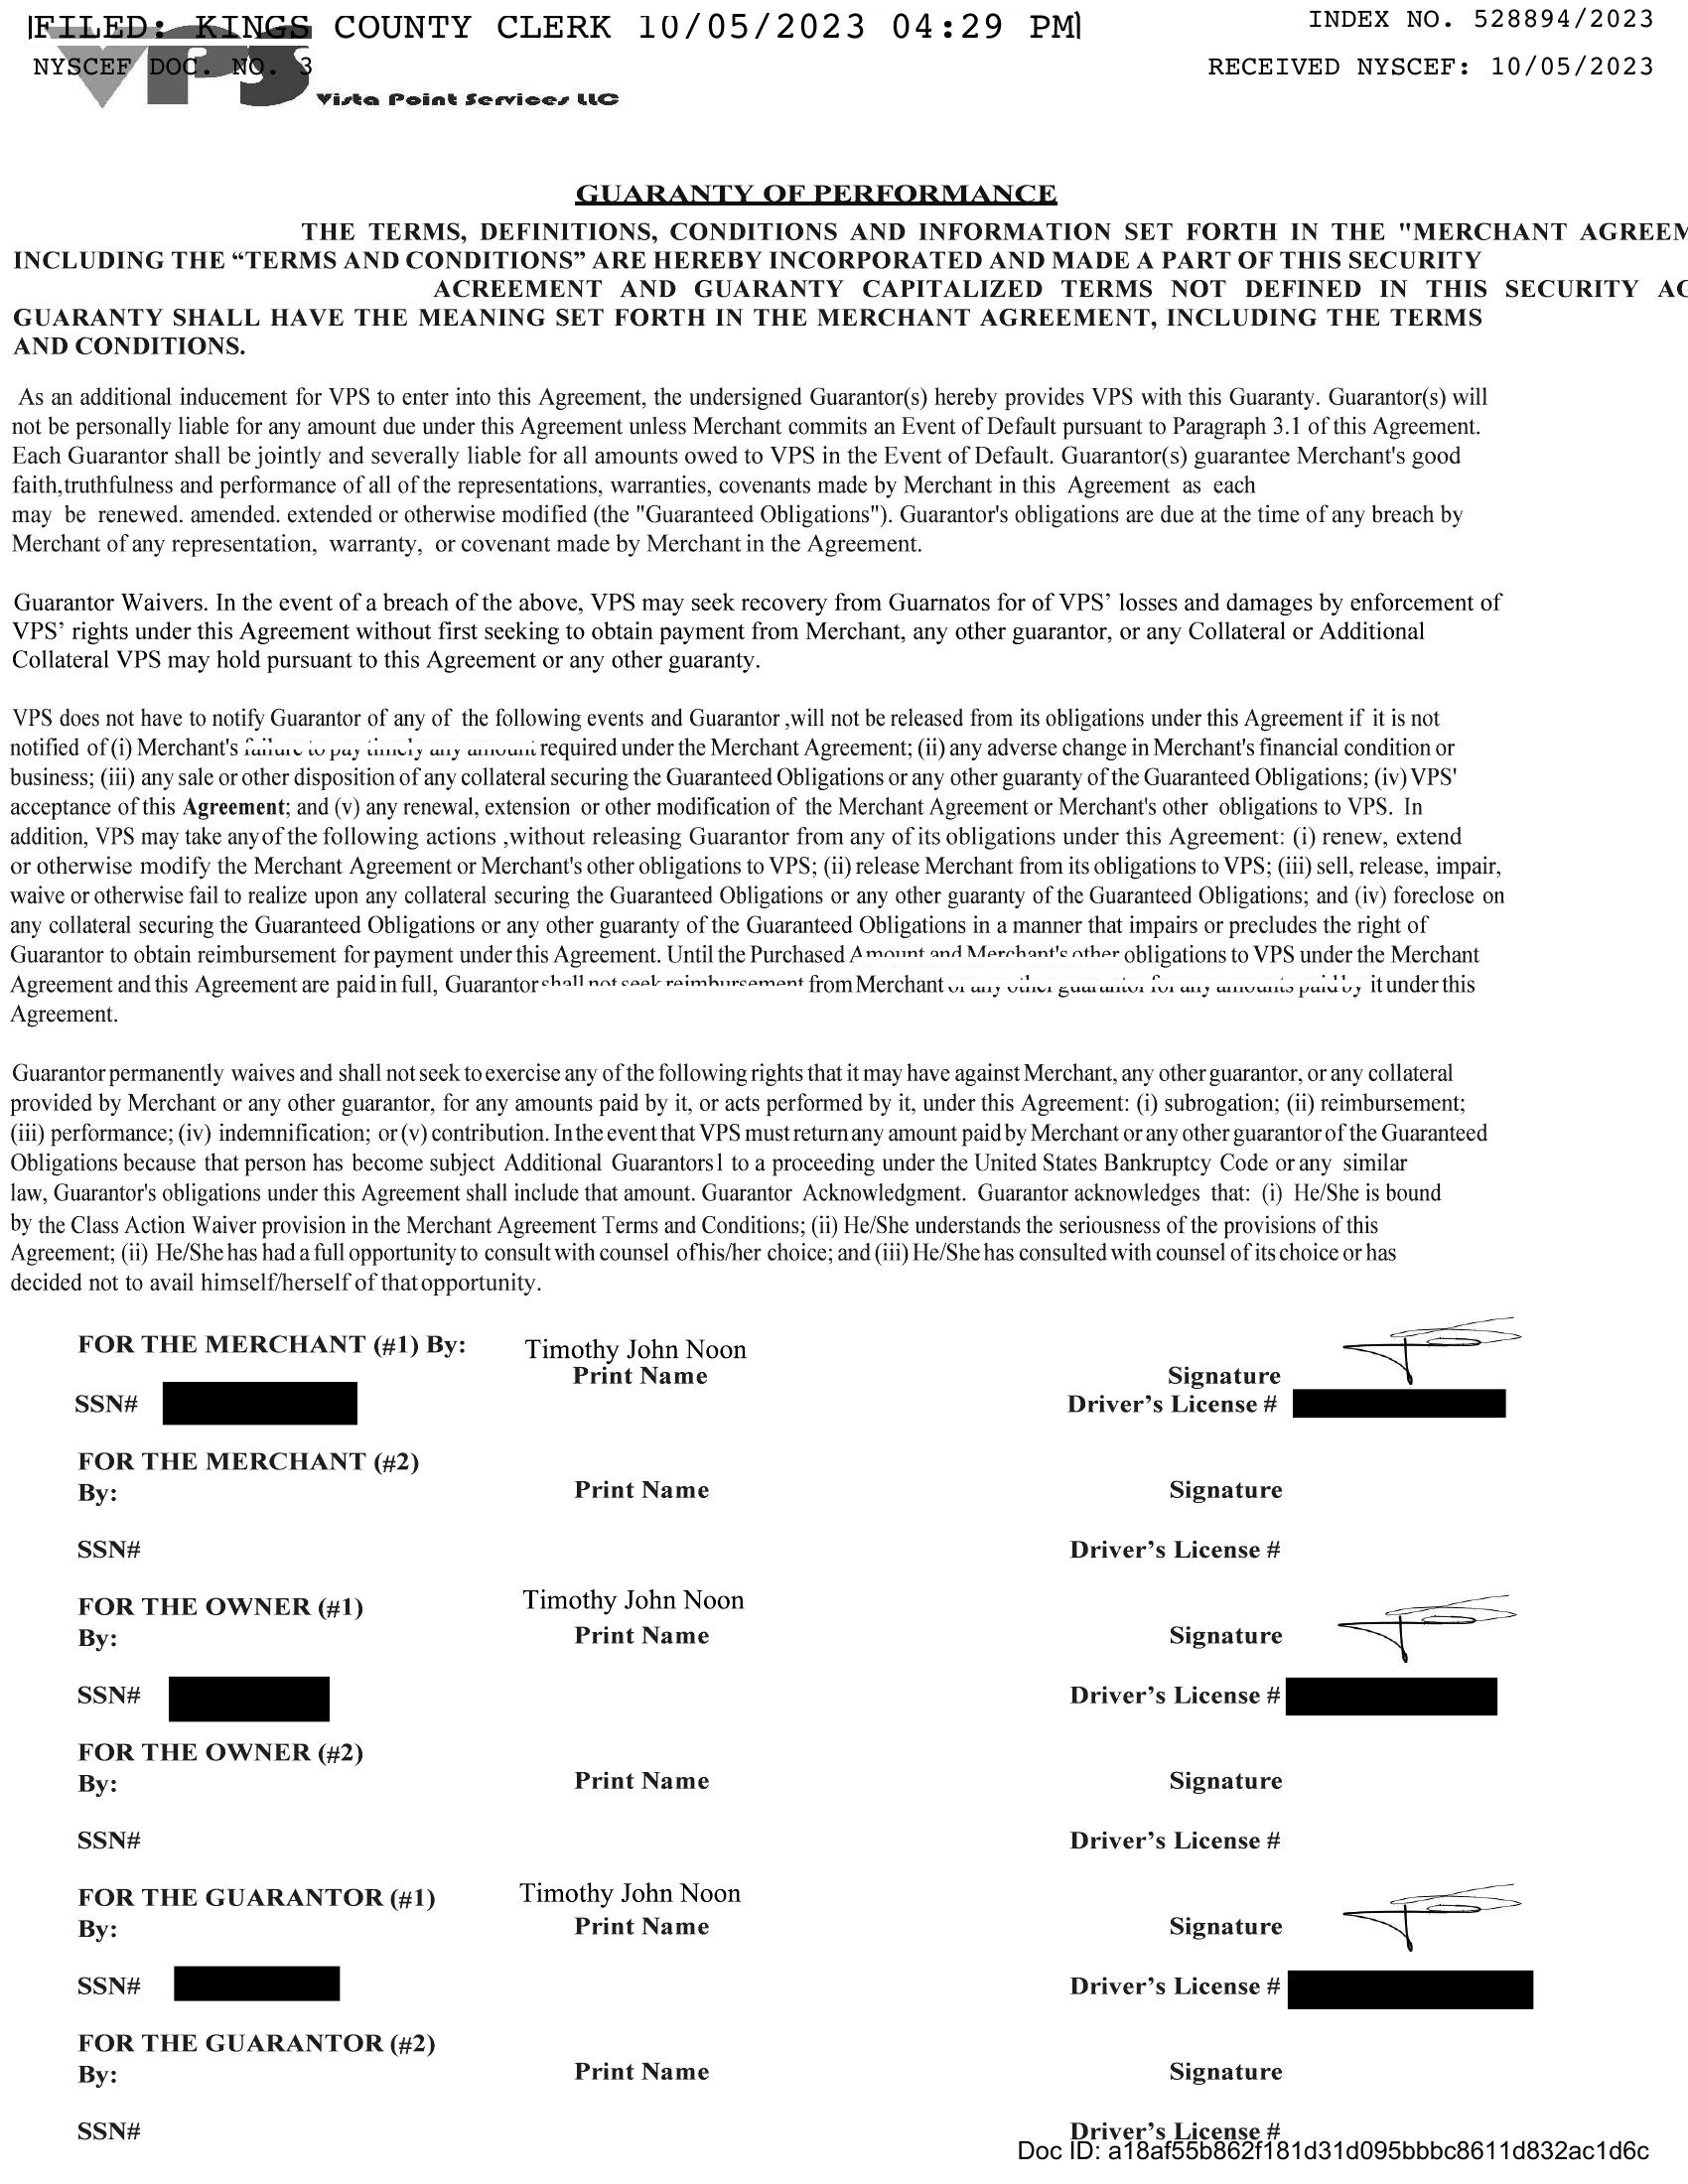 FILED: KINGS COUNTY CLERK 10/05/2023 04:29 PM
INDEX NO. 528894/2023
NYSCEF DOC. NO. 3
RECEIVED NYSCEF: 10/05/2023
VPS
Vista Point Services LLC
GUARANTY OF PERFORMANCE
THE TERMS, DEFINITIONS, CONDITIONS AND INFORMATION SET FORTH IN THE "MERCHANT AGREEM
INCLUDING THE “TERMS AND CONDITIONS” ARE HEREBY INCORPORATED AND MADE A PART OF THIS SECURITY
ACREEMENT AND GUARANTY CAPITALIZED TERMS NOT DEFINED IN THIS SECURITY AG
GUARANTY SHALL HAVE THE MEANING SET FORTH IN THE MERCHANT AGREEMENT, INCLUDING THE TERMS
AND CONDITIONS.
As an additional inducement for VPS to enter into this Agreement, the undersigned Guarantor(s) hereby provides VPS with this Guaranty. Guarantor(s) will
not be personally liable for any amount due under this Agreement unless Merchant commits an Event of Default pursuant to Paragraph 3.1 of this Agreement.
Each Guarantor shall be jointly and severally liable for all amounts owed to VPS in the Event of Default. Guarantor(s) guarantee Merchant's good
faith,truthfulness and performance of all of the representations, warranties, covenants made by Merchant in this Agreement as each
may be renewed. amended. extended or otherwise modified (the "Guaranteed Obligations"). Guarantor's obligations are due at the time of any breach by
Merchant of any representation, warranty, or covenant made by Merchant in the Agreement.
Guarantor Waivers. In the event of a breach of the above, VPS may seek recovery from Guarnatos for of VPS’ losses and damages by enforcement of
VPS’ rights under this Agreement without first seeking to obtain payment from Merchant, any other guarantor, or any Collateral or Additional
Collateral VPS may hold pursuant to this Agreement or any other guaranty.
VPS does not have to notify Guarantor of any of the following events and Guarantor ,will not be released from its obligations under this Agreement if it is not
notified of (i) Merchant's failure to pay timely any amount required under the Merchant Agreement; (ii) any adverse change in Merchant's financial condition or
business; (iii) any sale or other disposition of any collateral securing the Guaranteed Obligations or any other guaranty of the Guaranteed Obligations; (iv) VPS'
acceptance of this Agreement; and (v) any renewal, extension or other modification of the Merchant Agreement or Merchant's other obligations to VPS. In
addition, VPS may take any of the following actions ,without releasing Guarantor from any of its obligations under this Agreement: (i) renew, extend
or otherwise modify the Merchant Agreement or Merchant's other obligations to VPS; (ii) release Merchant from its obligations to VPS; (iii) sell, release, impair,
waive or otherwise fail to realize upon any collateral securing the Guaranteed Obligations or any other guaranty of the Guaranteed Obligations; and (iv) foreclose on
any collateral securing the Guaranteed Obligations or any other guaranty of the Guaranteed Obligations in a manner that impairs or precludes the right of
Guarantor to obtain reimbursement for payment under this Agreement. Until the Purchased Amount and Merchant's other obligations to VPS under the Merchant
Agreement and this Agreement are paid in full, Guarantor shall not seek reimbursement from Merchant or any other guarantor for any amounts paid by it under this
Agreement.
Guarantor permanently waives and shall not seek to exercise any of the following rights that it may have against Merchant, any other guarantor, or any collateral
provided by Merchant or any other guarantor, for any amounts paid by it, or acts performed by it, under this Agreement: (i) subrogation; (ii) reimbursement;
(iii) performance; (iv) indemnification; or (v) contribution. In the event that VPS must return any amount paid by Merchant or any other guarantor of the Guaranteed
Obligations because that person has become subject Additional Guarantors1 to a proceeding under the United States Bankruptcy Code or any similar
law, Guarantor's obligations under this Agreement shall include that amount. Guarantor Acknowledgment. Guarantor acknowledges that: (i) He/She is bound
by the Class Action Waiver provision in the Merchant Agreement Terms and Conditions; (ii) He/She understands the seriousness of the provisions of this
Agreement; (ii) He/She has had a full opportunity to consult with counsel of his/her choice; and (iii) He/She has consulted with counsel of its choice or has
decided not to avail himself/herself of that opportunity.
FOR THE MERCHANT (#1) By: Timothy John Noon
Print Name Signature
SSN# Driver’s License #
FOR THE MERCHANT (#2)
By: Print Name Signature
SSN# Driver’s License #
FOR THE OWNER (#1) Timothy John Noon
By: Print Name Signature
SSN# Driver’s License #
FOR THE OWNER (#2)
By: Print Name Signature
SSN# Driver’s License #
FOR THE GUARANTOR (#1) Timothy John Noon
By: Print Name Signature
SSN# Driver’s License #
FOR THE GUARANTOR (#2)
By: Print Name Signature
SSN# Driver’s License #
Doc ID: a18af55b862f181d31d095bbbc8611d832ac1d6c